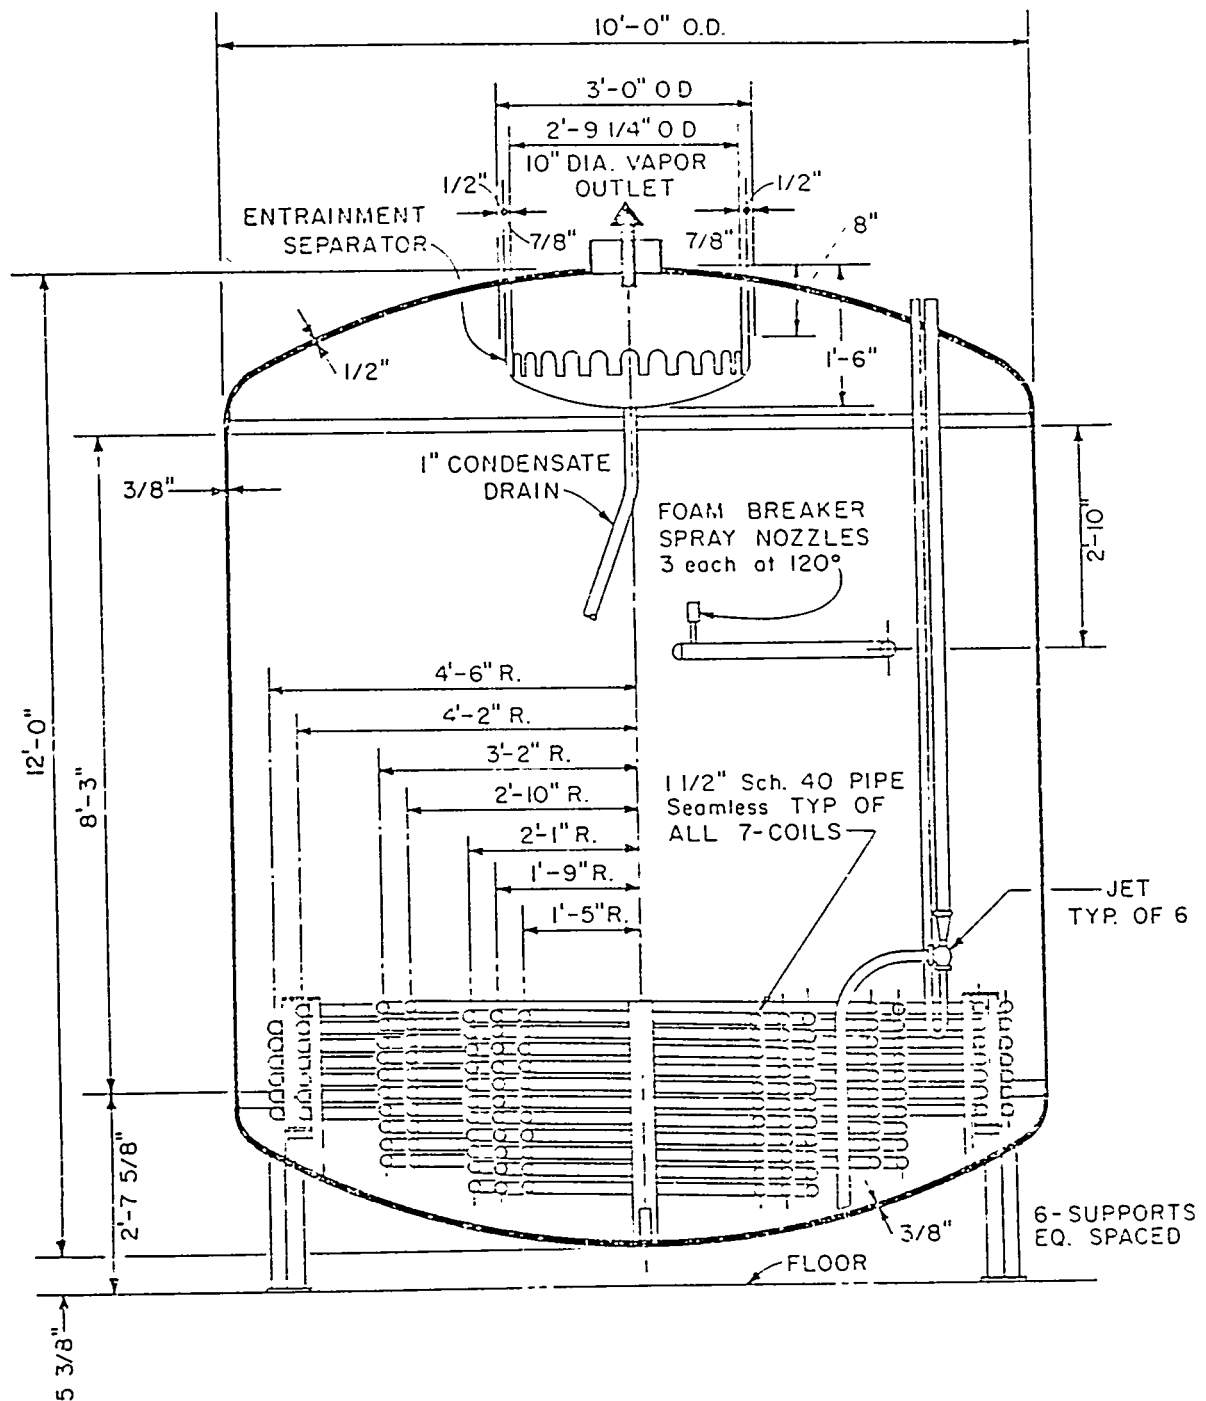 10'-0" O.D.
3'-0" O D
2'-9 1/4" O D
10" DIA. VAPOR
OUTLET
1/2"
1/2"
ENTRAINMENT
SEPARATOR
7/8"
7/8"
8"
1/2"
1'-6"
1" CONDENSATE
DRAIN
3/8"
FOAM BREAKER
SPRAY NOZZLES
3 each at 120°
2'-10"
4'-6" R.
4'-2" R.
3'-2" R.
2'-10" R.
2'-1" R.
1'-9" R.
1'-5" R.
12'-0"
8'-3"
1 1/2" Sch. 40 PIPE
Seamless TYP OF
ALL 7-COILS
JET
TYP. OF 6
2'-7 5/8"
3/8"
6-SUPPORTS
EQ. SPACED
FLOOR
5 3/8"